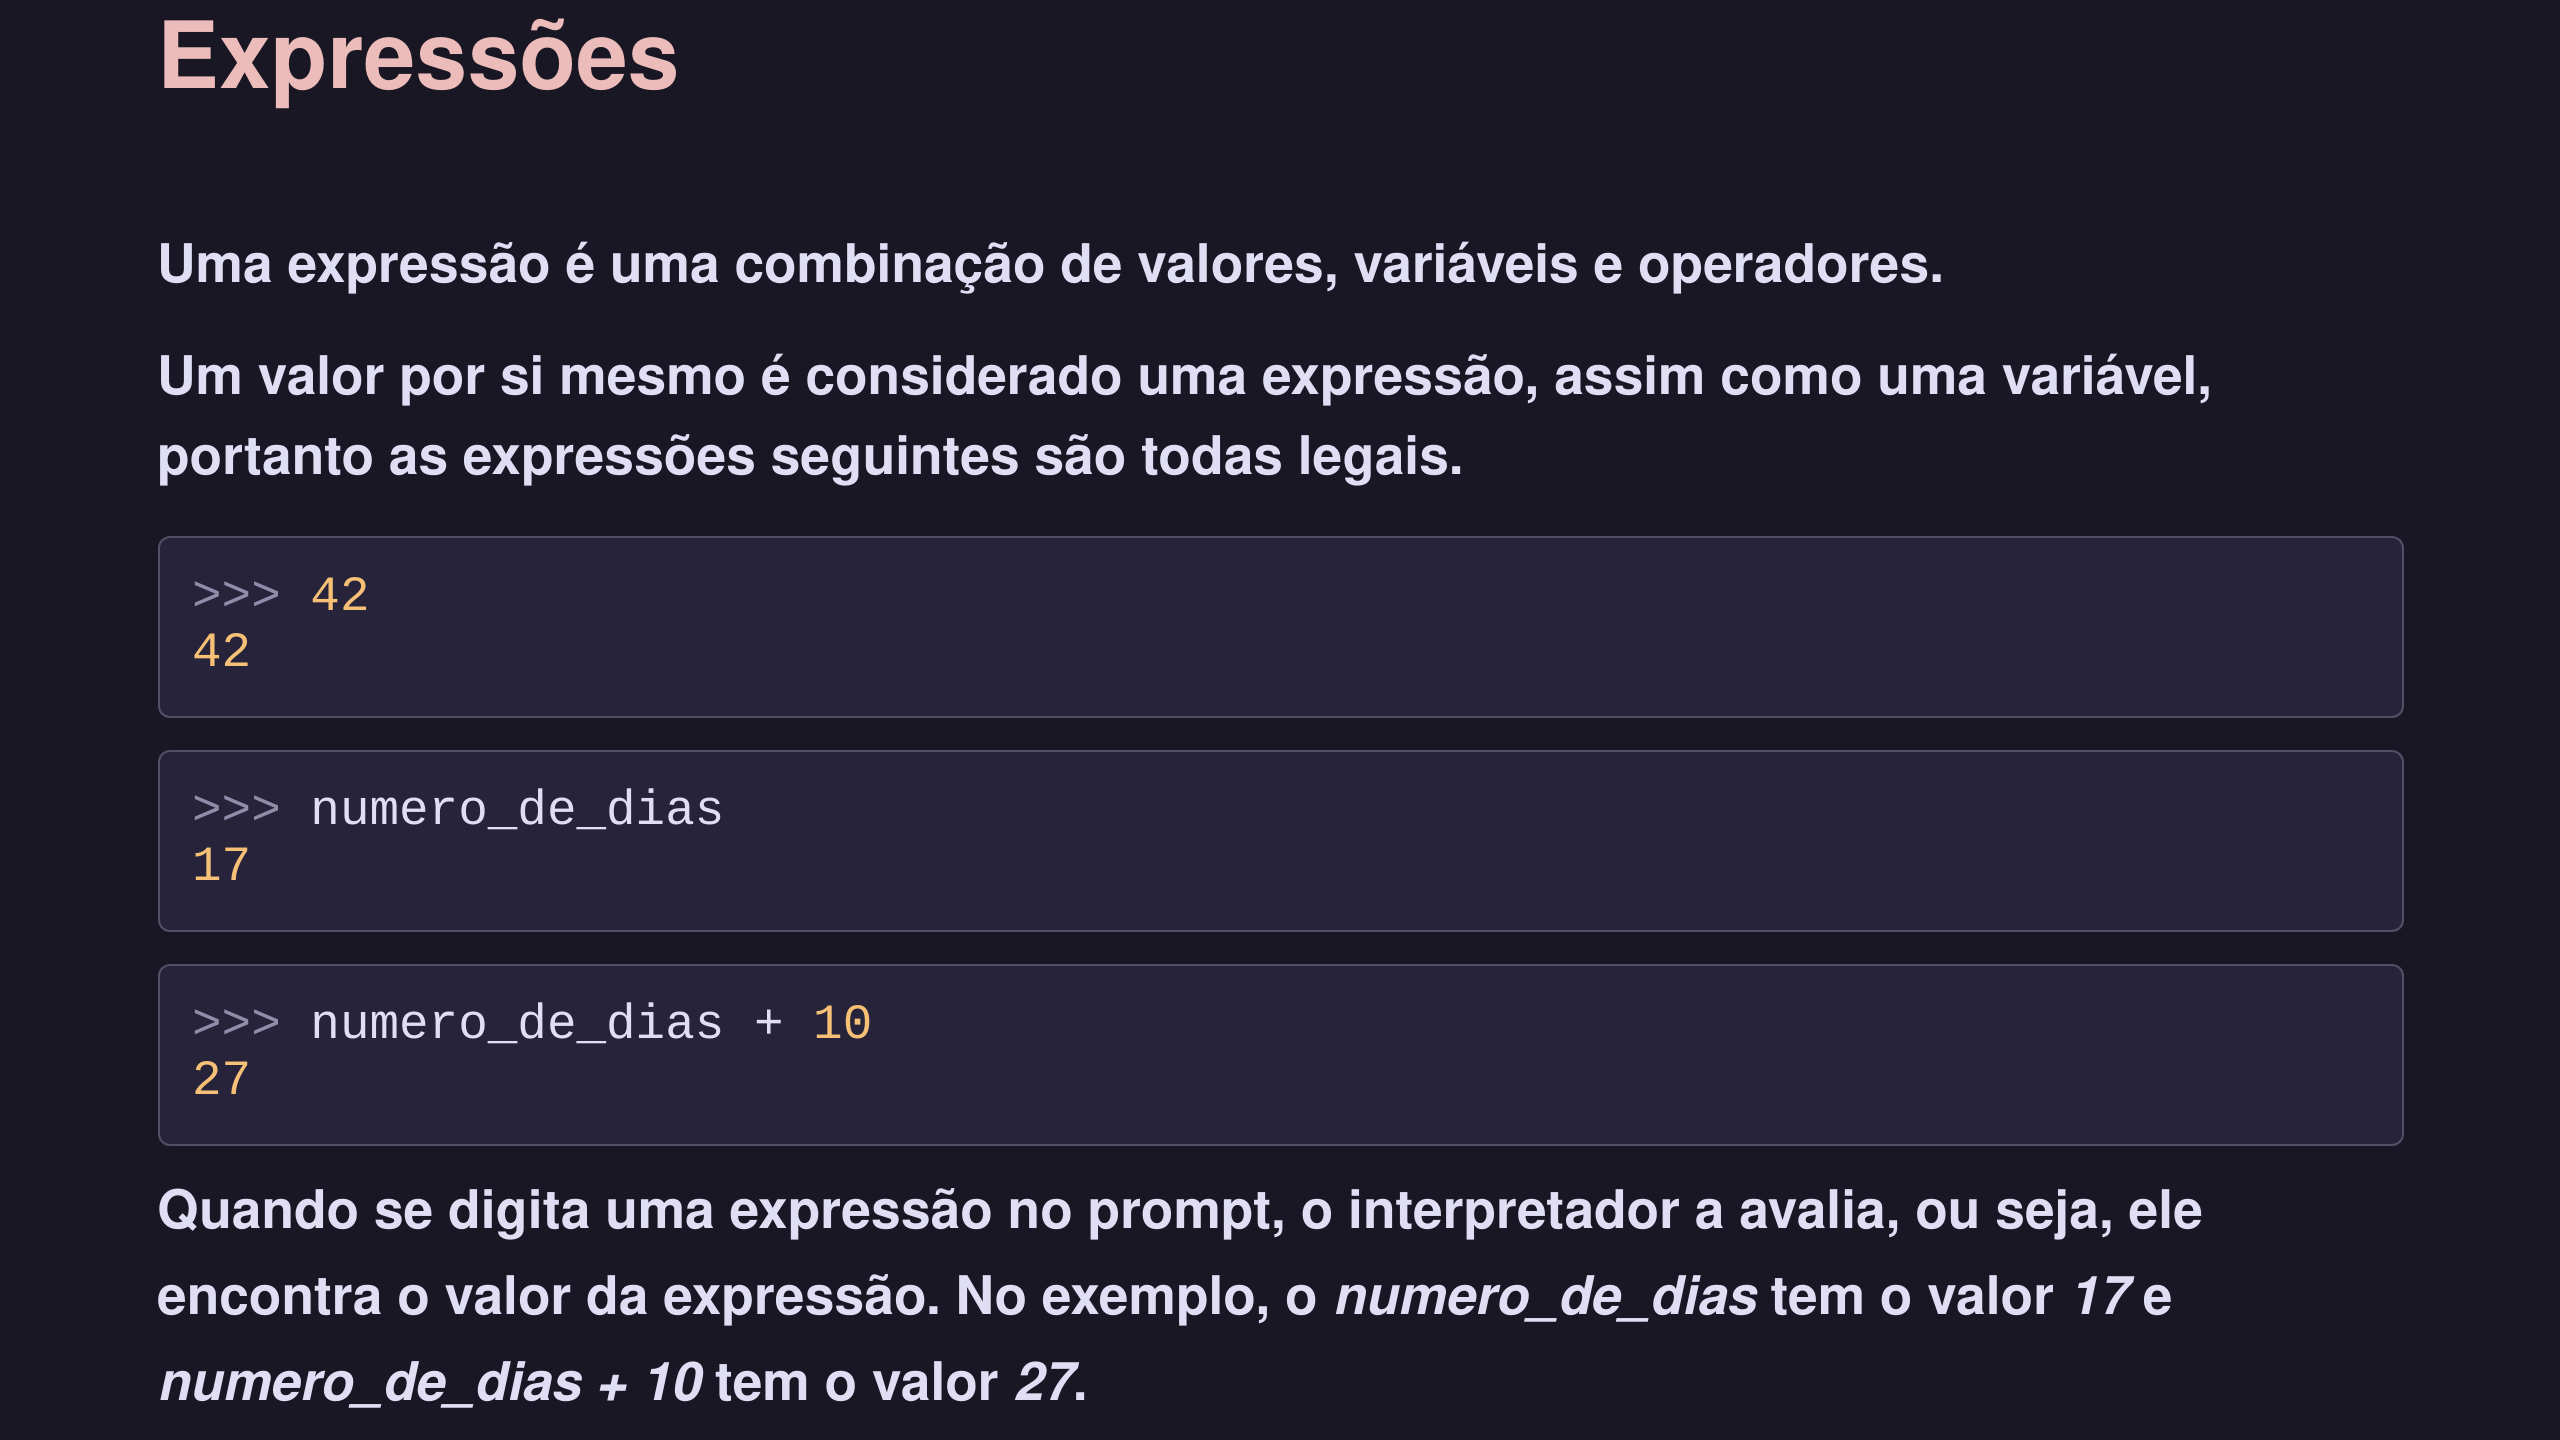 Expressões
Uma expressão é uma combinação de valores, variáveis e operadores.
Um valor por si mesmo é considerado uma expressão, assim como uma variável,
portanto as expressões seguintes são todas legais.
>>> 42
42
>>> numero_de_dias
17
>>> numero_de_dias + 10
27
Quando se digita uma expressão no prompt, o interpretador a avalia, ou seja, ele
encontra o valor da expressão. No exemplo, o numero_de_dias tem o valor 17 e
numero_de_dias + 10 tem o valor 27.